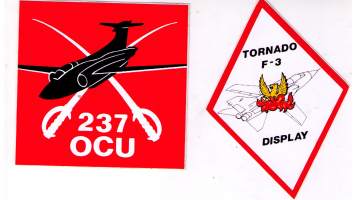 237
OCU
TORNADO
F-3
DISPLAY